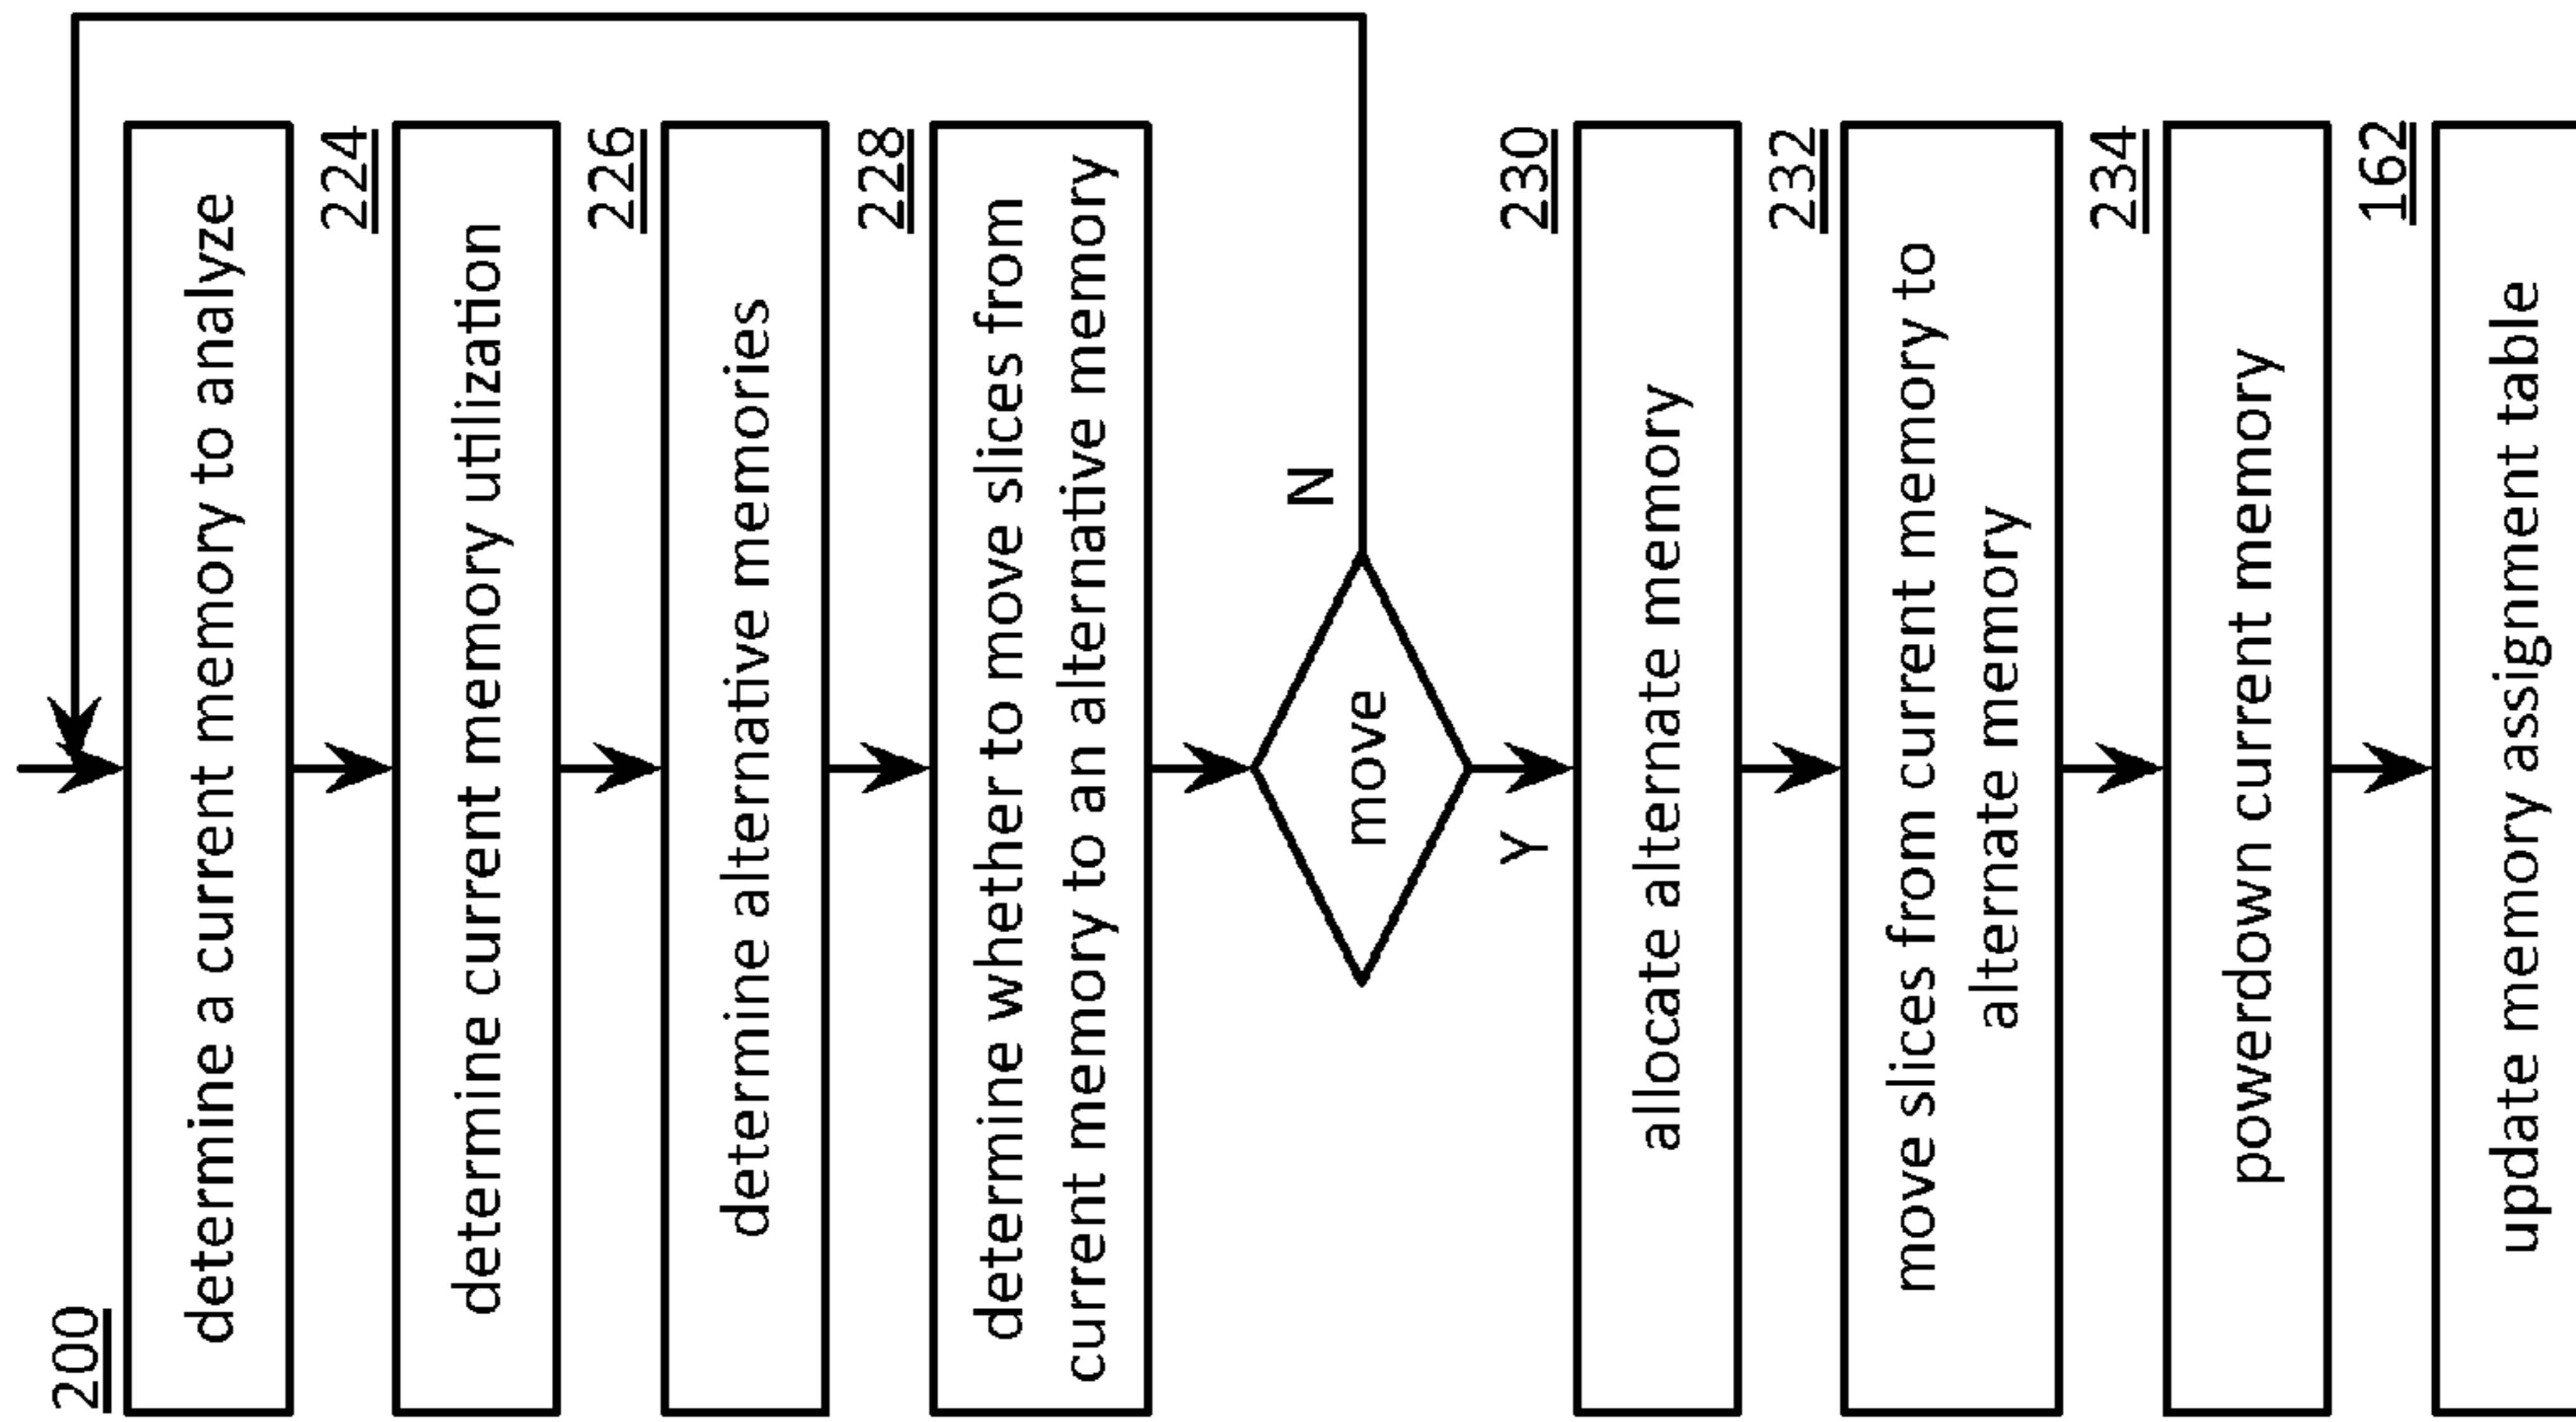 200
determine a current memory to analyze
224
determine current memory utilization
226
determine alternative memories
228
determine whether to move slices from
current memory to an alternative memory
move
N
Y
230
allocate alternate memory
232
move slices from current memory to
alternate memory
234
powerdown current memory
162
update memory assignment table